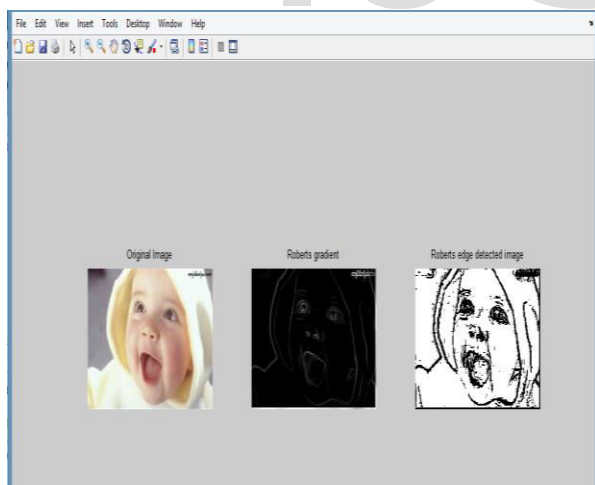 File Edit View Insert Tools Desktop Window Help
Original Image Roberts gradient Roberts edge detected image